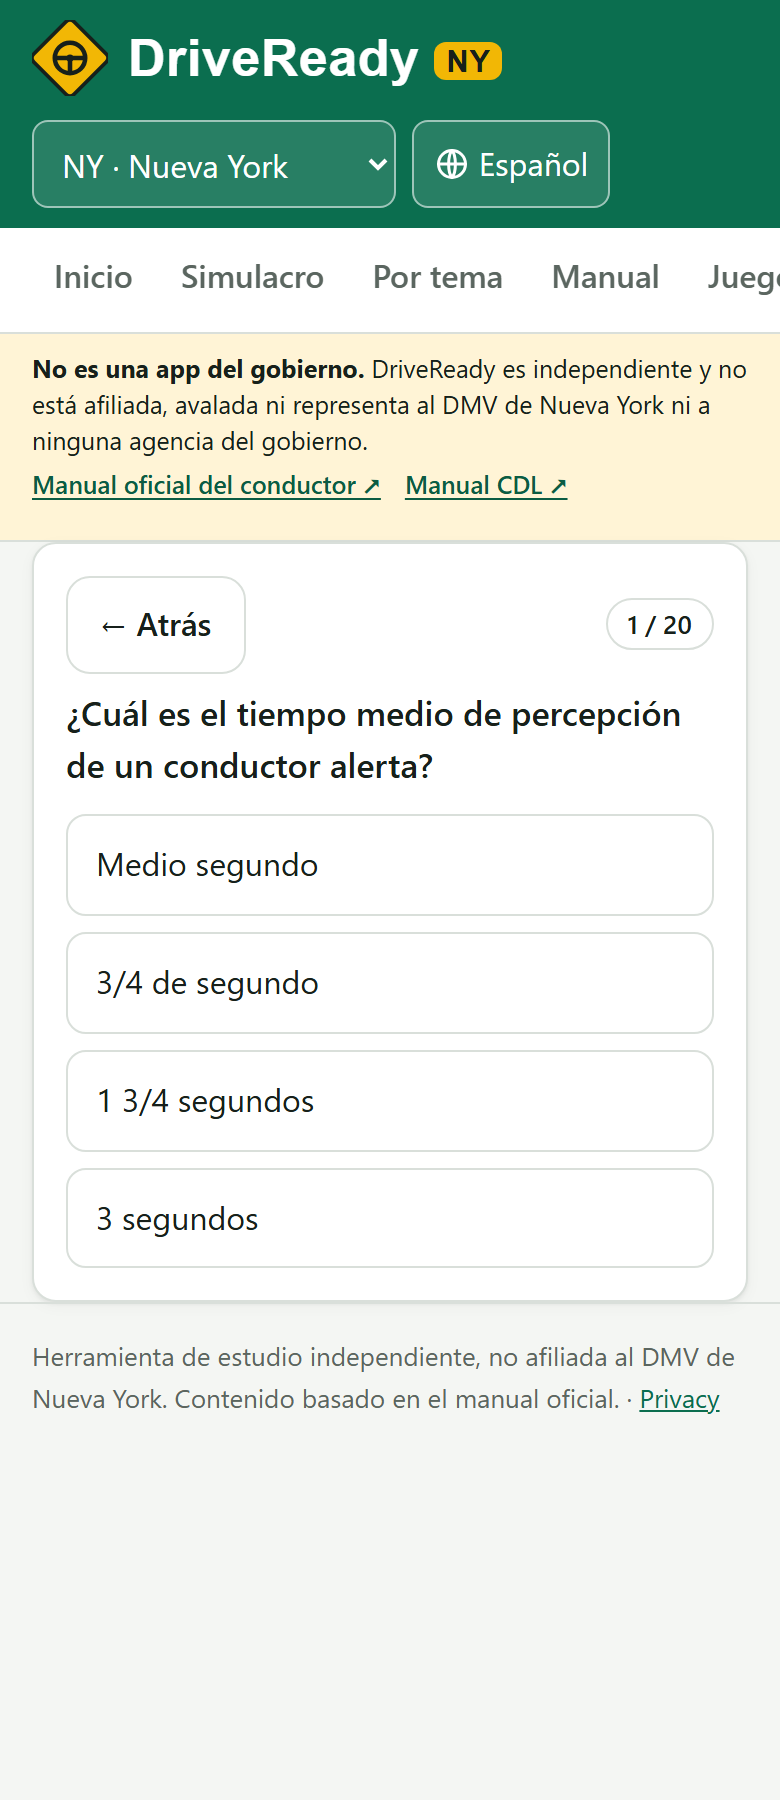 DriveReady NY
NY · Nueva York
Español
Inicio Simulacro Por tema Manual
No es una app del gobierno. DriveReady es independiente y no
está afiliada, avalada ni representa al DMV de Nueva York ni a
ninguna agencia del gobierno.
Manual oficial del conductor ↗ Manual CDL ↗
← Atrás
1 / 20
¿Cuál es el tiempo medio de percepción
de un conductor alerta?
Medio segundo
3/4 de segundo
1 3/4 segundos
3 segundos
Herramienta de estudio independiente, no afiliada al DMV de
Nueva York. Contenido basado en el manual oficial. · Privacy